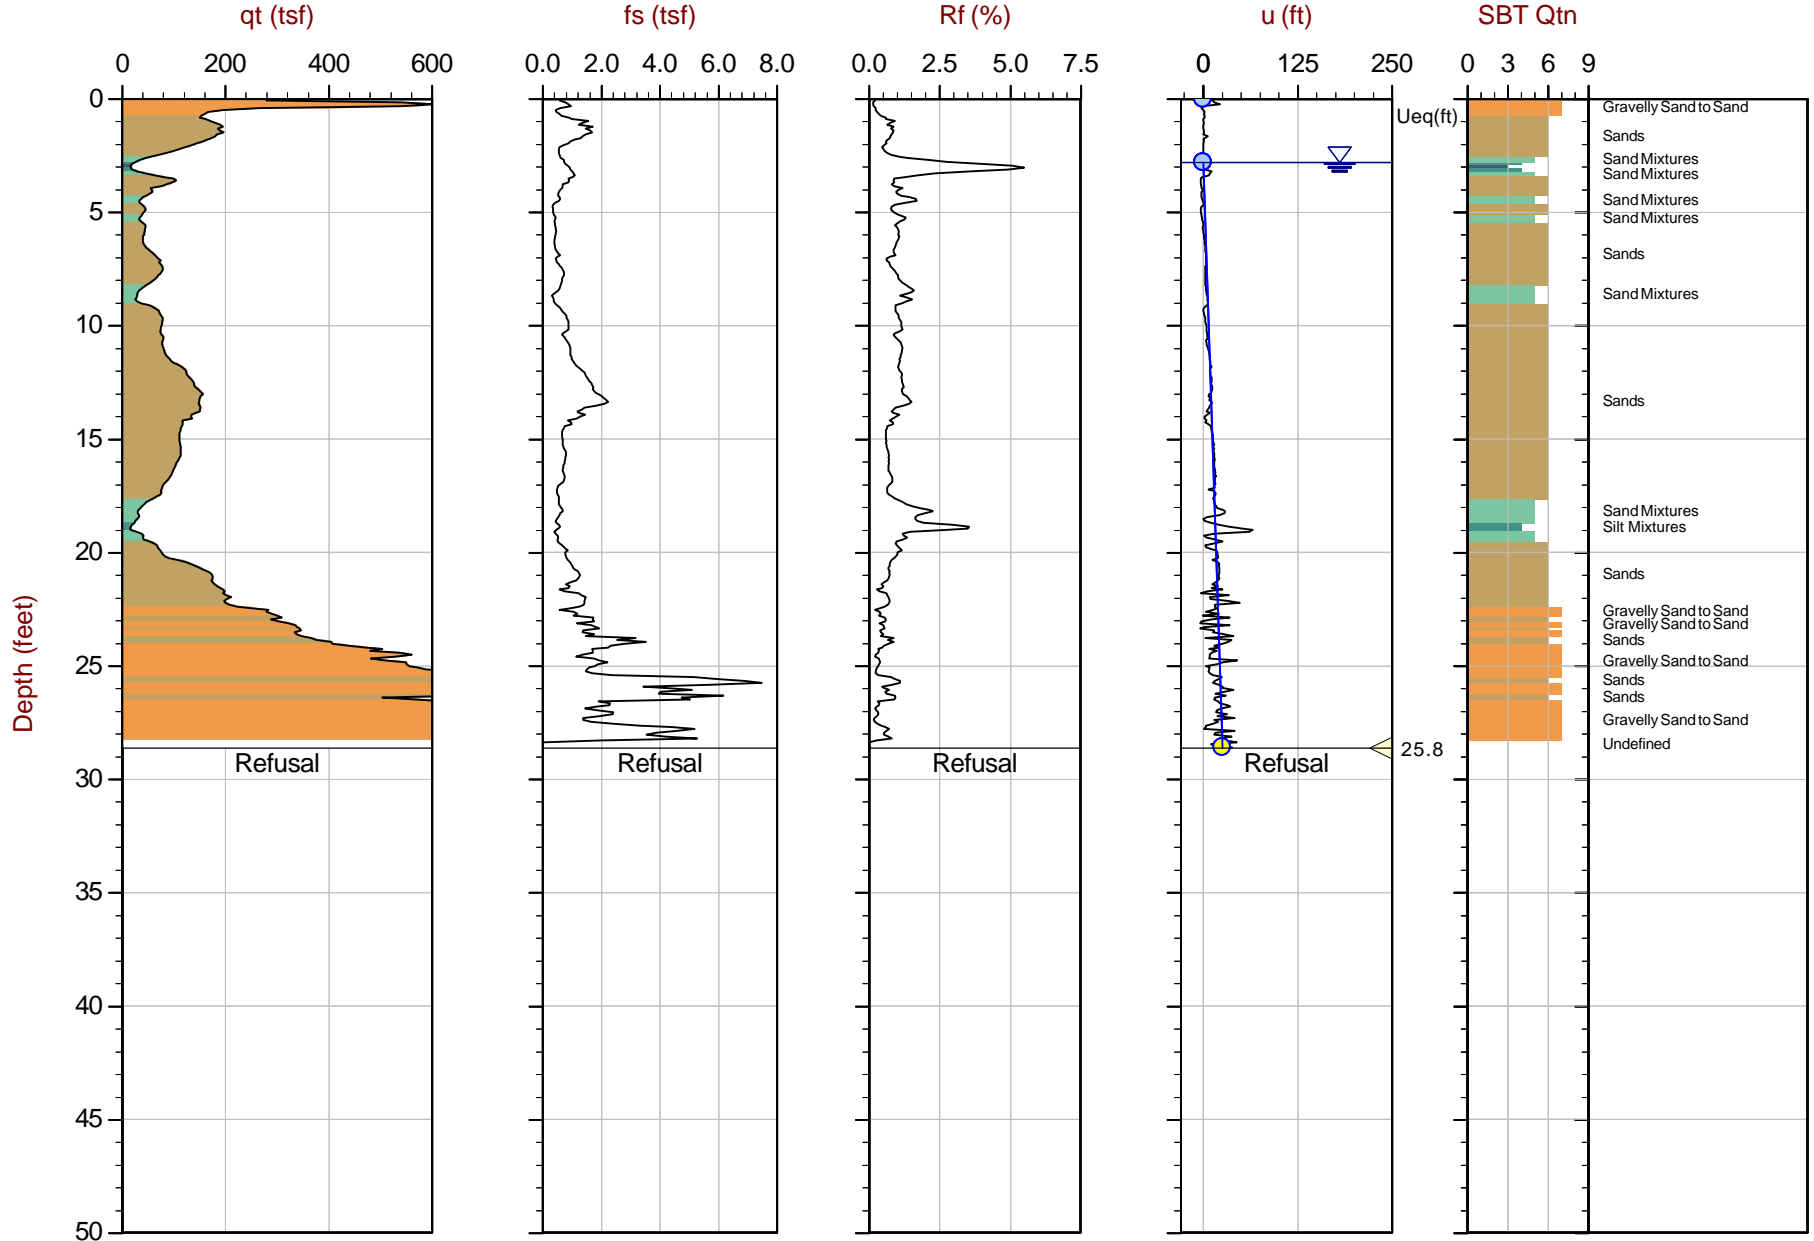 qt (tsf) fs (tsf) Rf (%) u (ft) SBT Qtn
0 200 400 600 0.0 2.0 4.0 6.0 8.0 0.0 2.5 5.0 7.5 0 125 250 0 3 6 9
0
Ueq(ft)
Gravelly Sand to Sand
Sands
Sand Mixtures
Sand Mixtures
Sand Mixtures
5
Sand Mixtures
Sands
Sand Mixtures
10
Sands
15
Sand Mixtures
Silt Mixtures
20
Sands
Gravelly Sand to Sand
Gravelly Sand to Sand
Sands
Gravelly Sand to Sand
25
Sands
Sands
Gravelly Sand to Sand
Undefined
25.8
Refusal Refusal Refusal Refusal
30
35
40
45
50
Depth (feet)